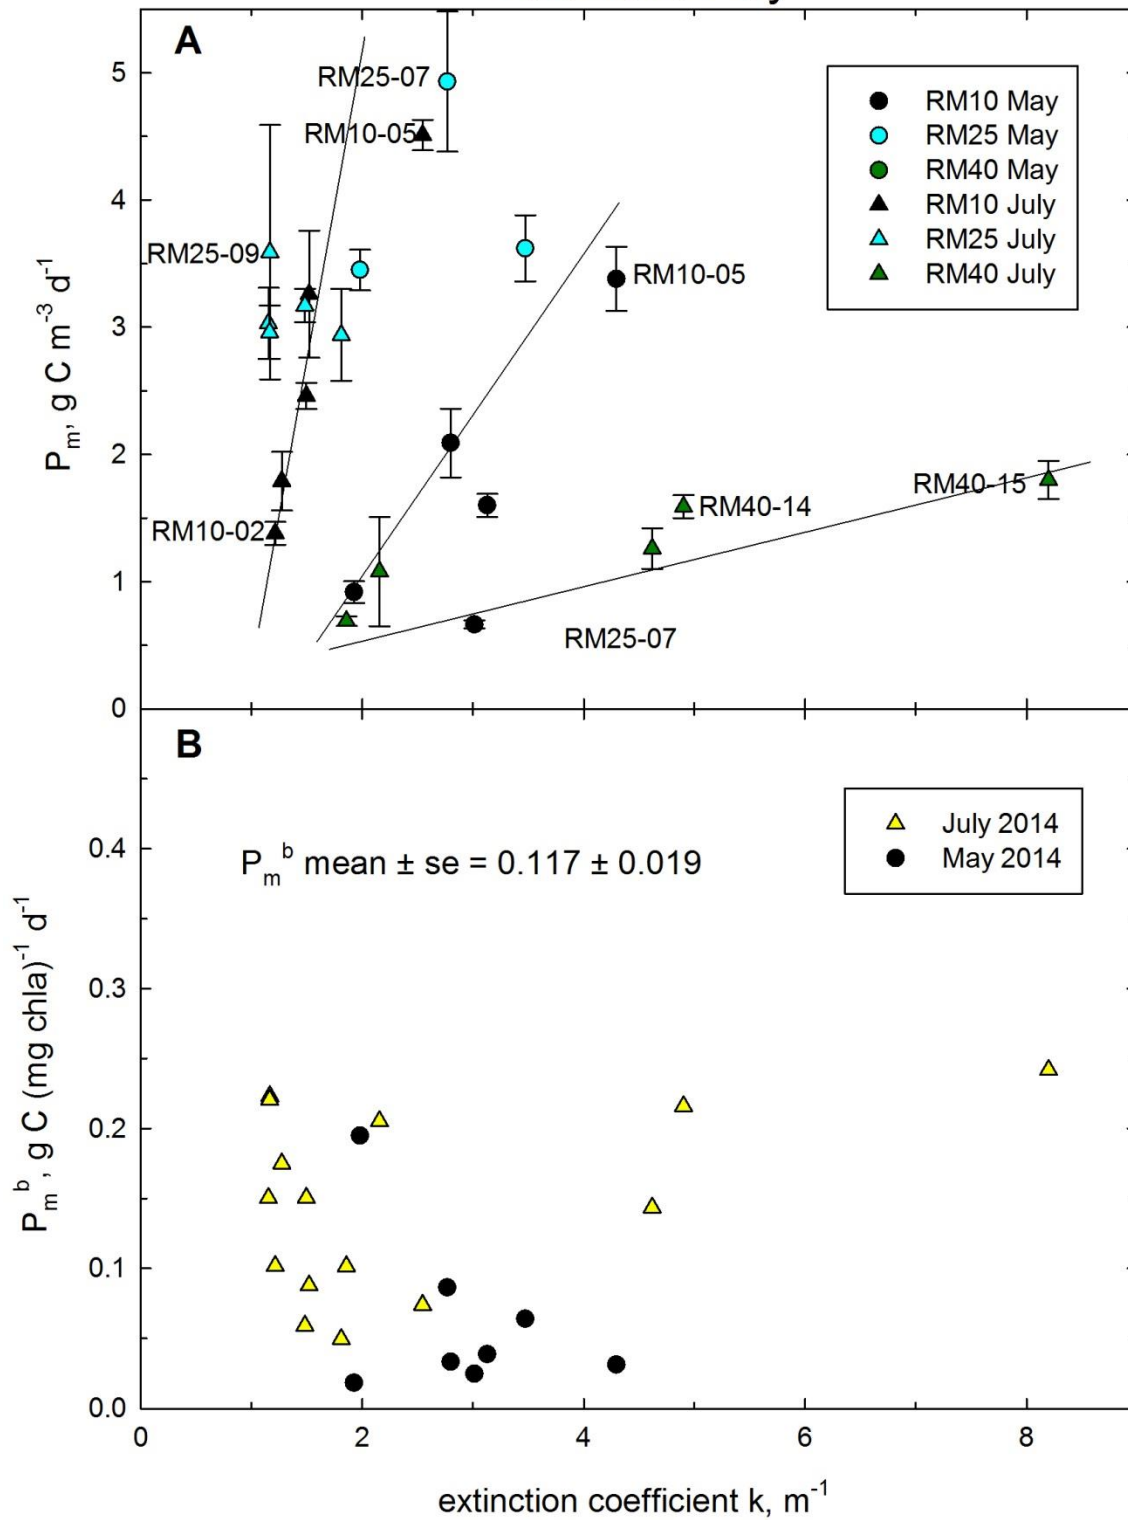 A
RM25-07
RM10-05
RM25-09
RM10-05
RM10-02
RM40-14
RM40-15
RM25-07
RM10 May
RM25 May
RM40 May
RM10 July
RM25 July
RM40 July
5
4
3
2
1
0
Pm, g C m-3 d-1
B
Pmb mean ± se = 0.117 ± 0.019
July 2014
May 2014
0.4
0.3
0.2
0.1
0.0
Pmb, g C (mg chla)-1 d-1
0 2 4 6 8
extinction coefficient k, m-1